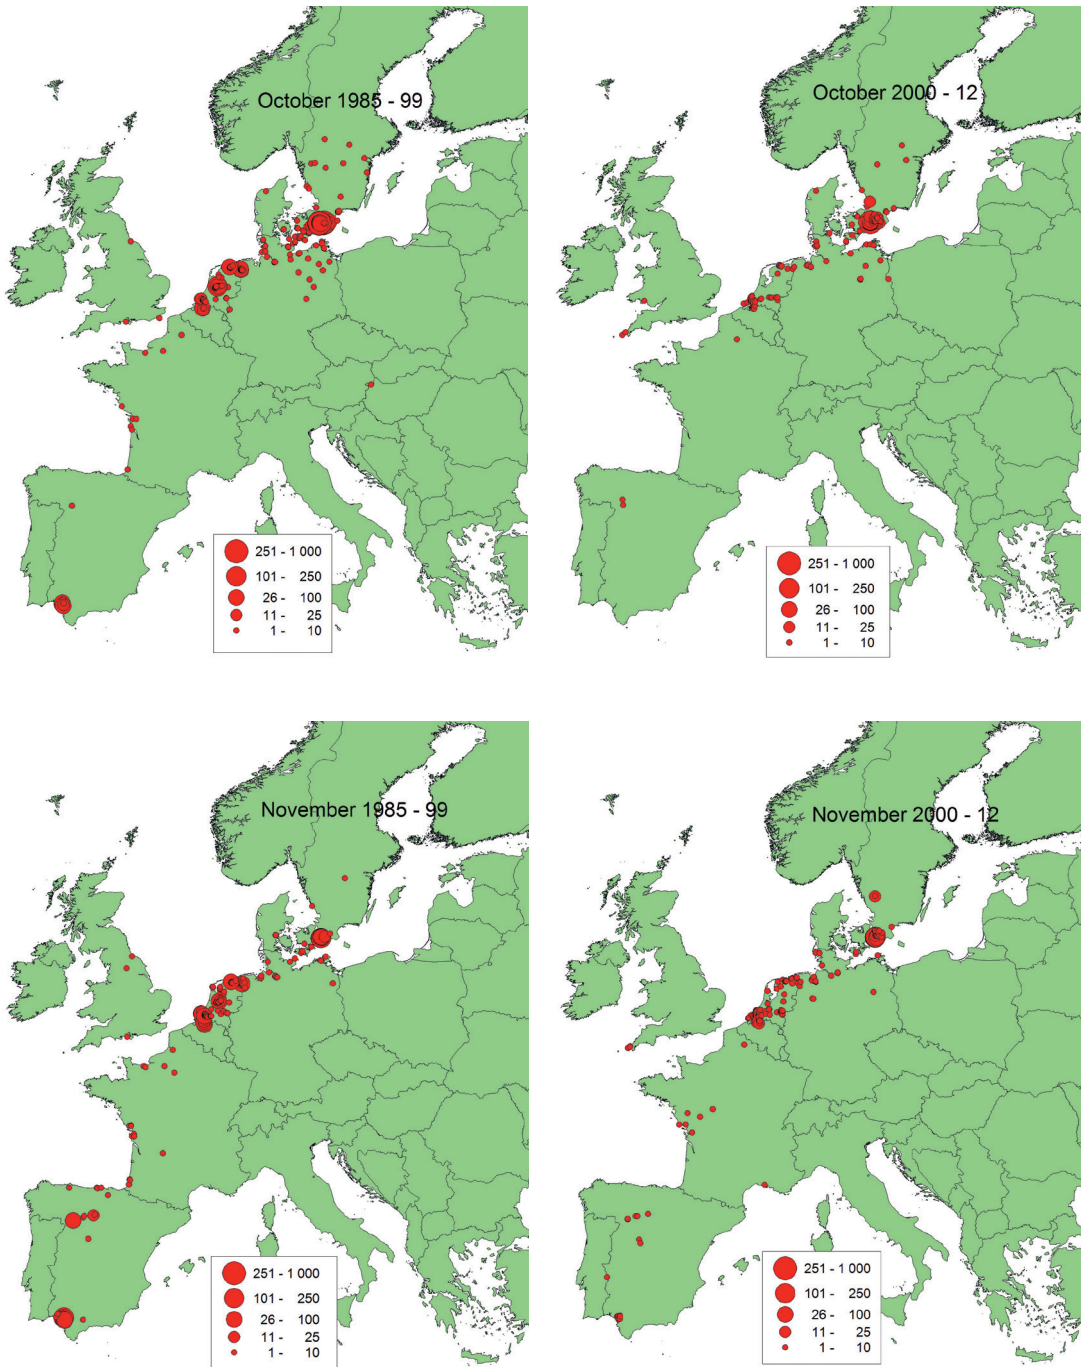 October 1985 - 99
251 - 1 000
101 - 250
26 - 100
11 - 25
1 - 10
October 2000 - 12
251 - 1 000
101 - 250
26 - 100
11 - 25
1 - 10
November 1985 - 99
251 - 1 000
101 - 250
26 - 100
11 - 25
1 - 10
November 2000 - 12
251 - 1 000
101 - 250
26 - 100
11 - 25
1 - 10